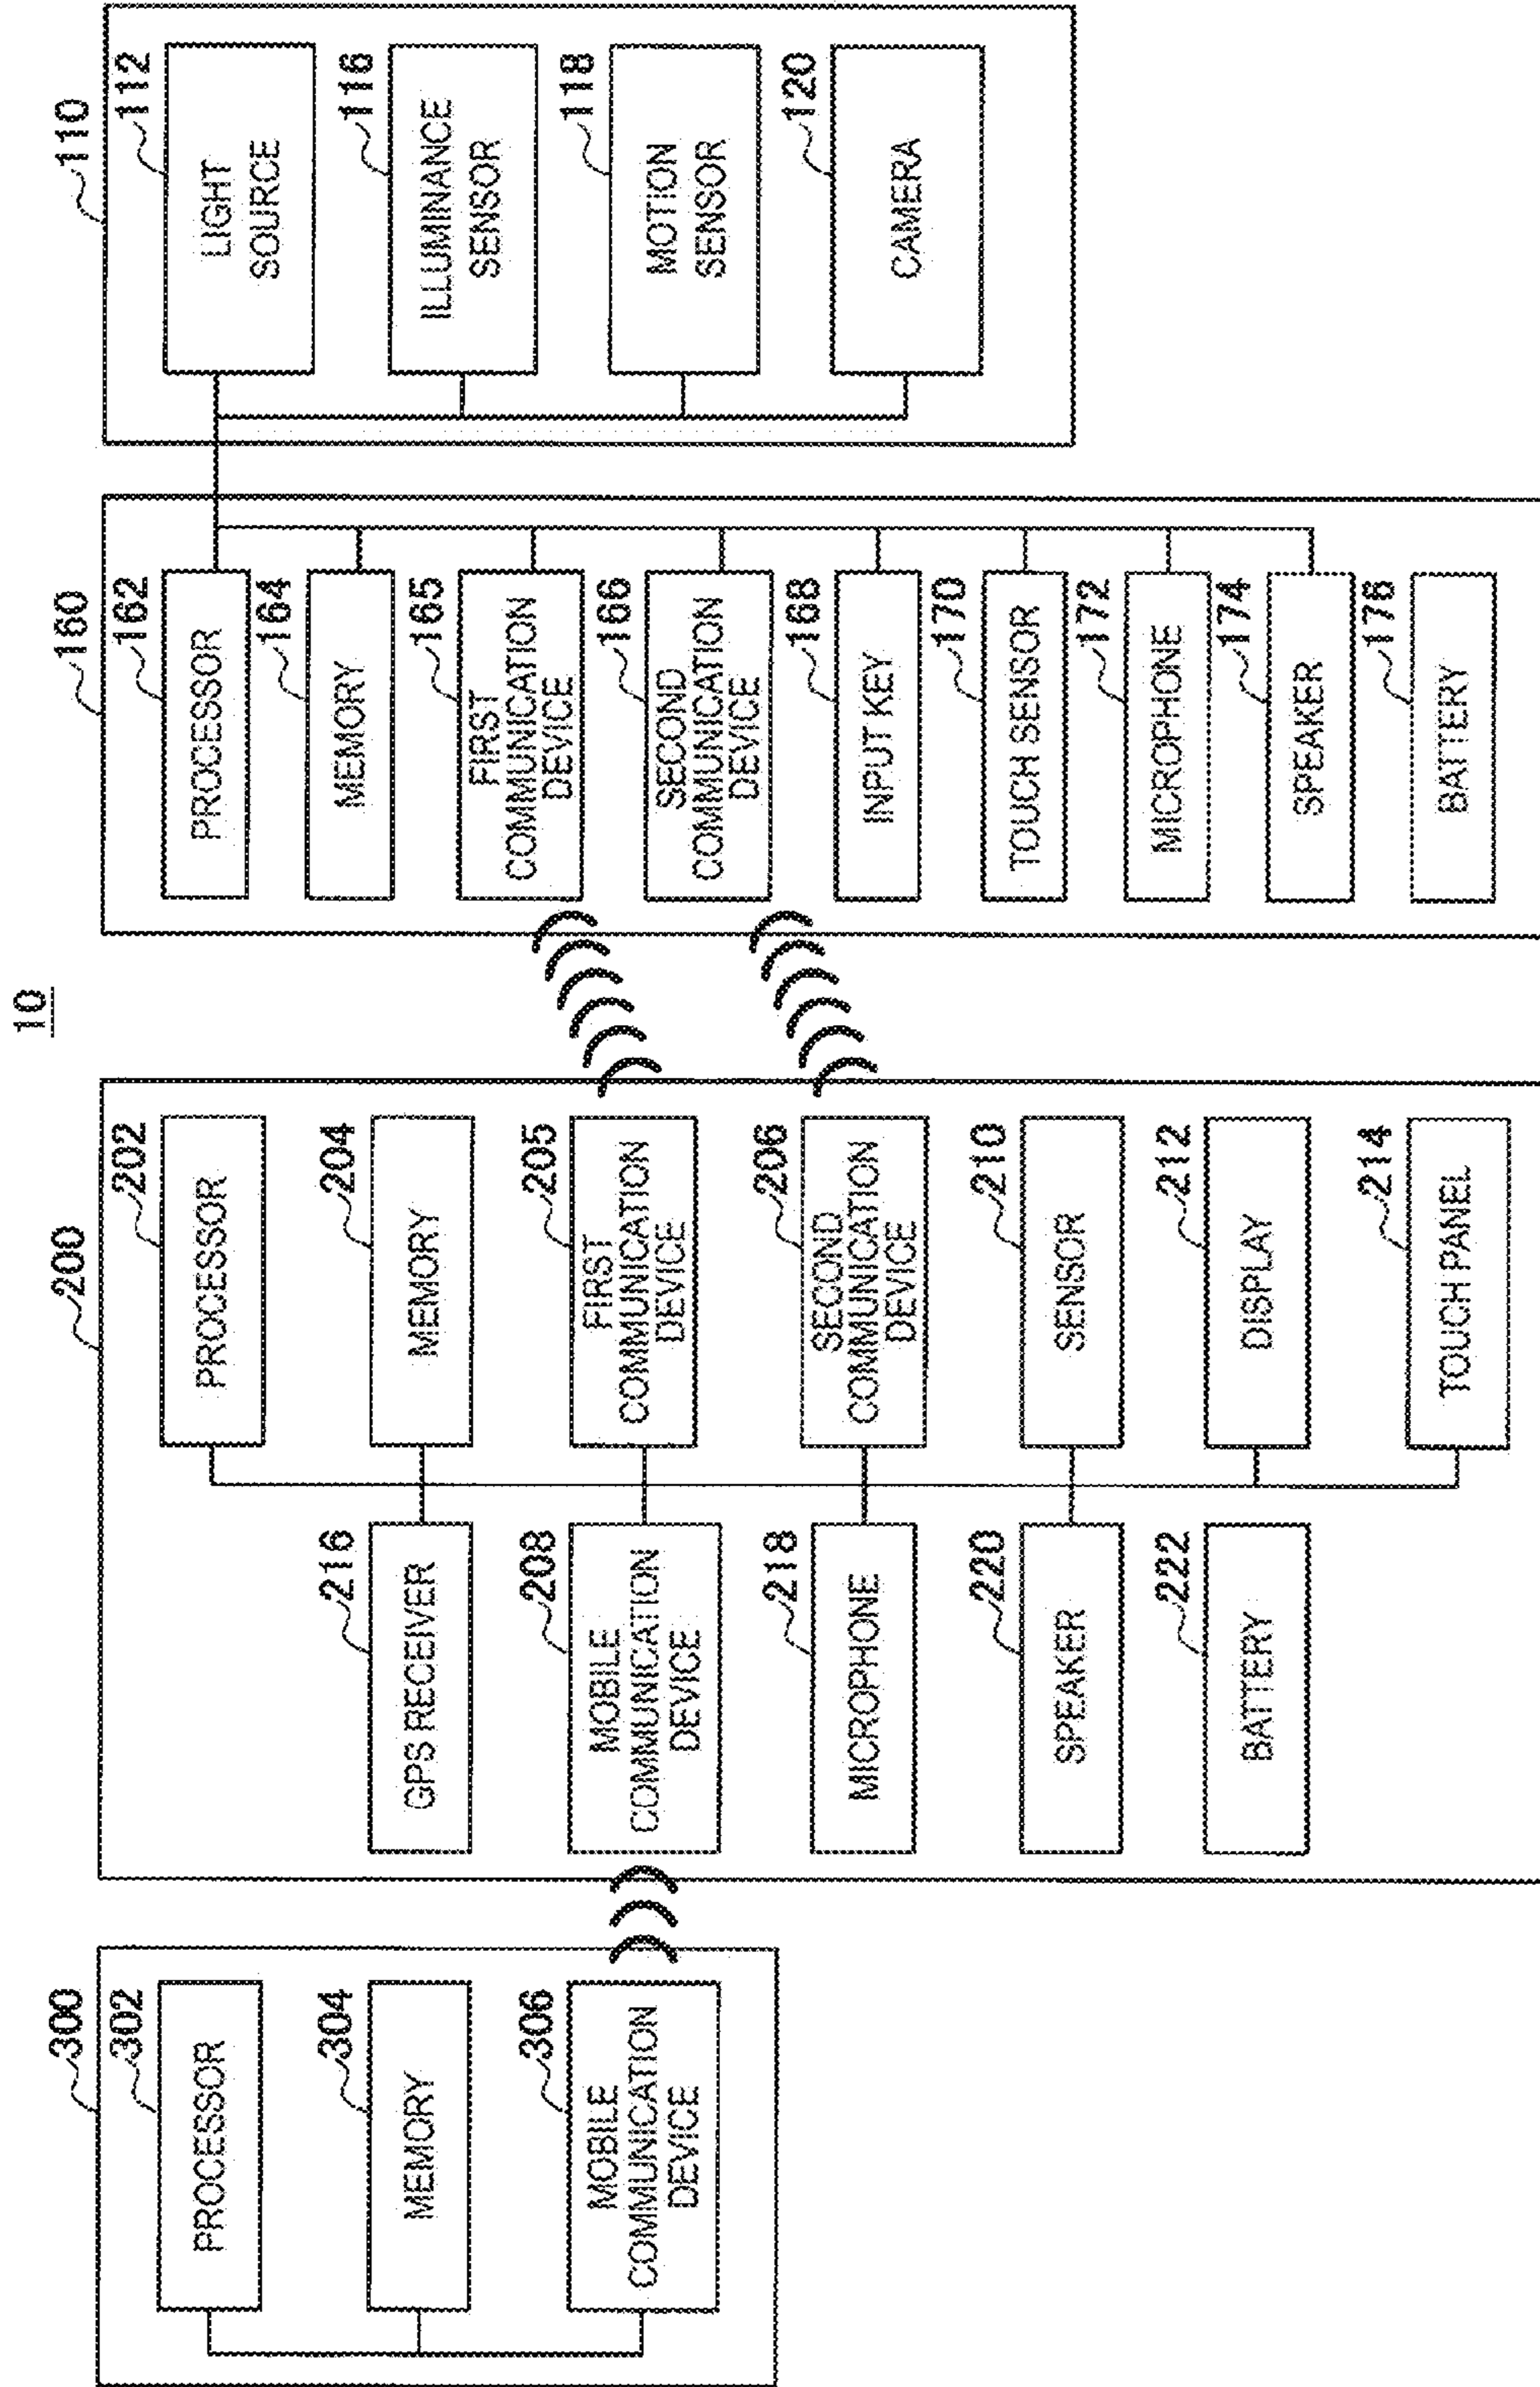 10
300
302
PROCESSOR
304
MEMORY
306
MOBILE
COMMUNICATION
DEVICE
200
216
GPS RECEIVER
208
MOBILE
COMMUNICATION
DEVICE
218
MICROPHONE
220
SPEAKER
222
BATTERY
202
PROCESSOR
204
MEMORY
205
FIRST
COMMUNICATION
DEVICE
206
SECOND
COMMUNICATION
DEVICE
210
SENSOR
212
DISPLAY
214
TOUCH PANEL
160
162
PROCESSOR
164
MEMORY
165
FIRST
COMMUNICATION
DEVICE
166
SECOND
COMMUNICATION
DEVICE
168
INPUT KEY
170
TOUCH SENSOR
172
MICROPHONE
174
SPEAKER
176
BATTERY
110
112
LIGHT
SOURCE
116
ILLUMINANCE
SENSOR
118
MOTION
SENSOR
120
CAMERA